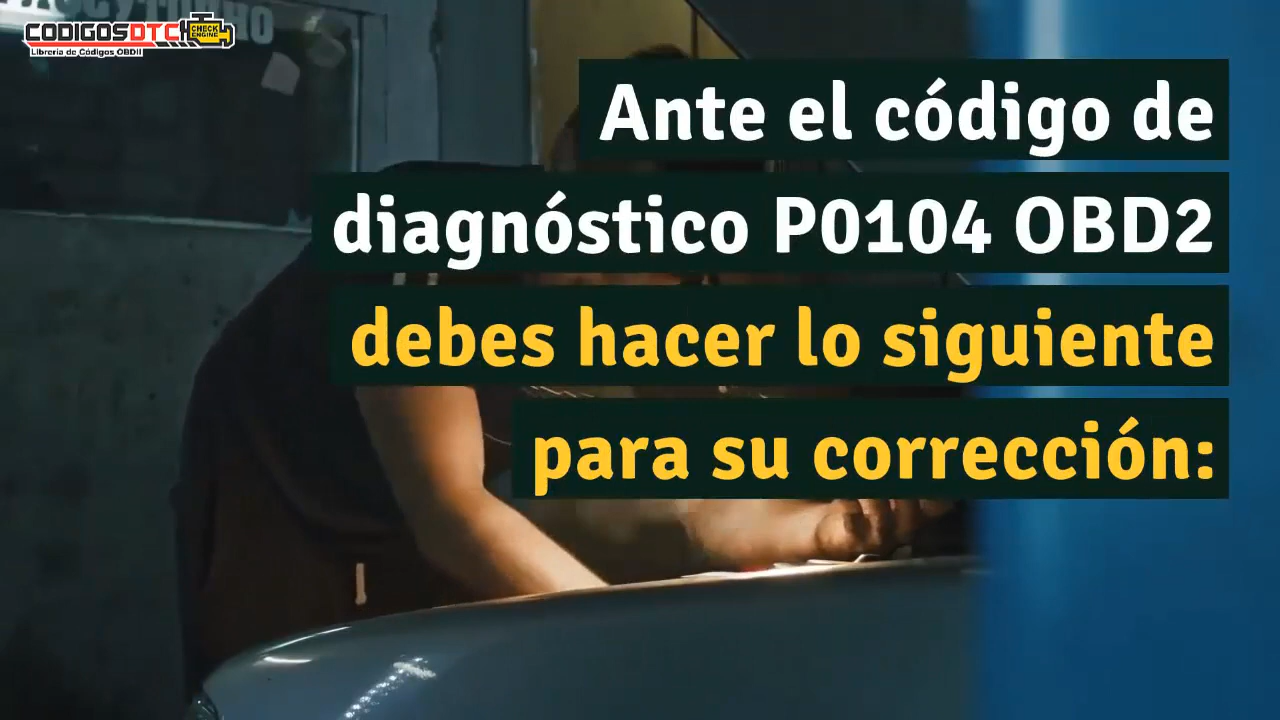 CODIGOSDTC
CHECK
ENGINE
Librería de Códigos OBDII
Ante el código de
diagnóstico P0104 OBD2
debes hacer lo siguiente
para su corrección: